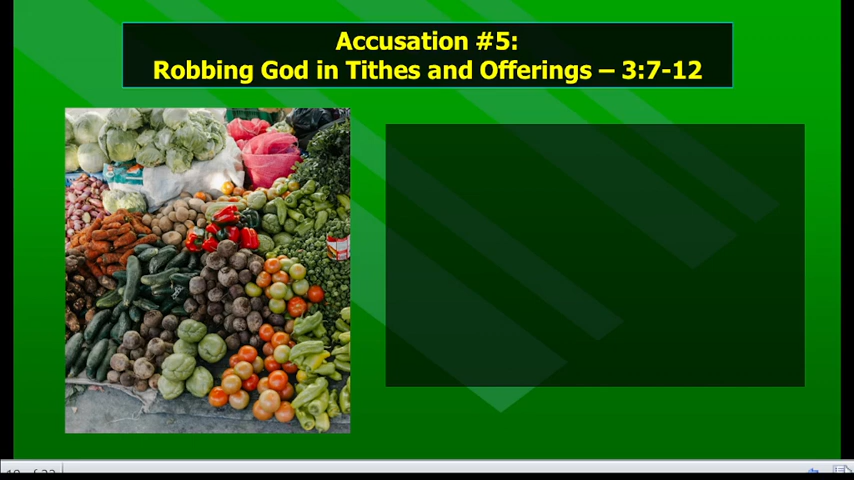 Accusation #5:
Robbing God in Tithes and Offerings – 3:7-12